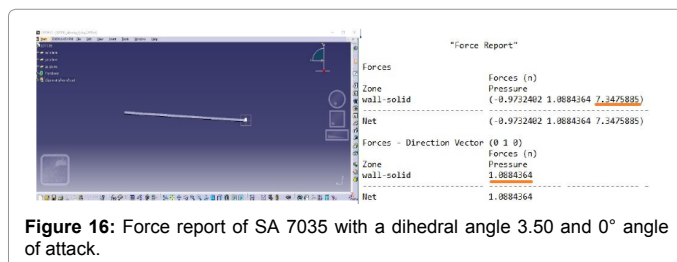 "Force Report"
Forces
Forces (n)
Zone Pressure
wall-solid (-0.9732402 1.0884364 7.3475885)
Net (-0.9732402 1.0884364 7.3475885)
Forces - Direction Vector (0 1 0)
Forces (n)
Zone Pressure
wall-solid 1.0884364
Net 1.0884364
Figure 16: Force report of SA 7035 with a dihedral angle 3.50 and 0° angle
of attack.